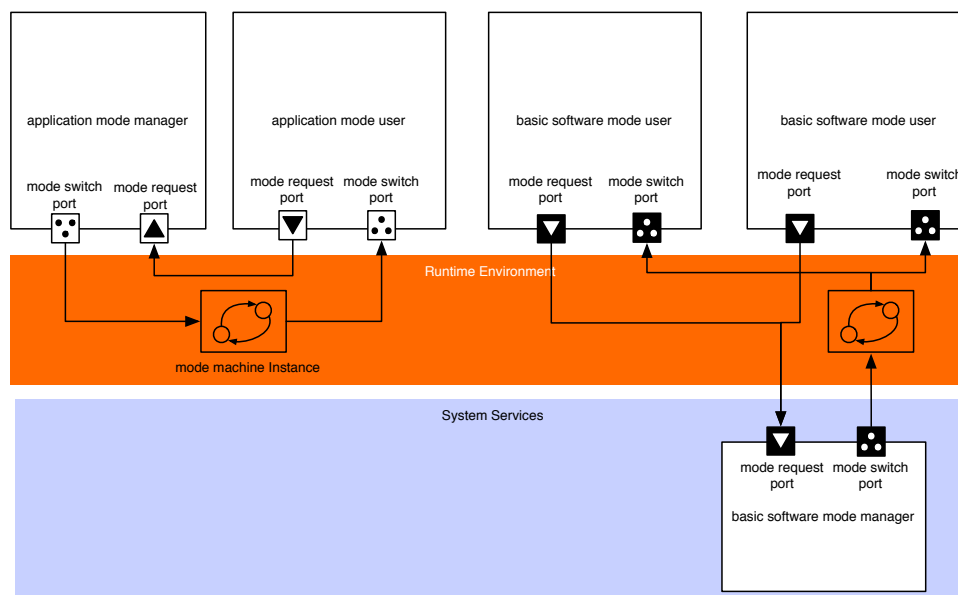 application mode manager
application mode user
basic software mode user
basic software mode user
mode switch
port
mode request
port
mode request
port
mode switch
port
mode request
port
mode switch
port
mode request
port
mode switch
port
Runtime Environment
mode machine Instance
System Services
mode request
port
mode switch
port
basic software mode manager